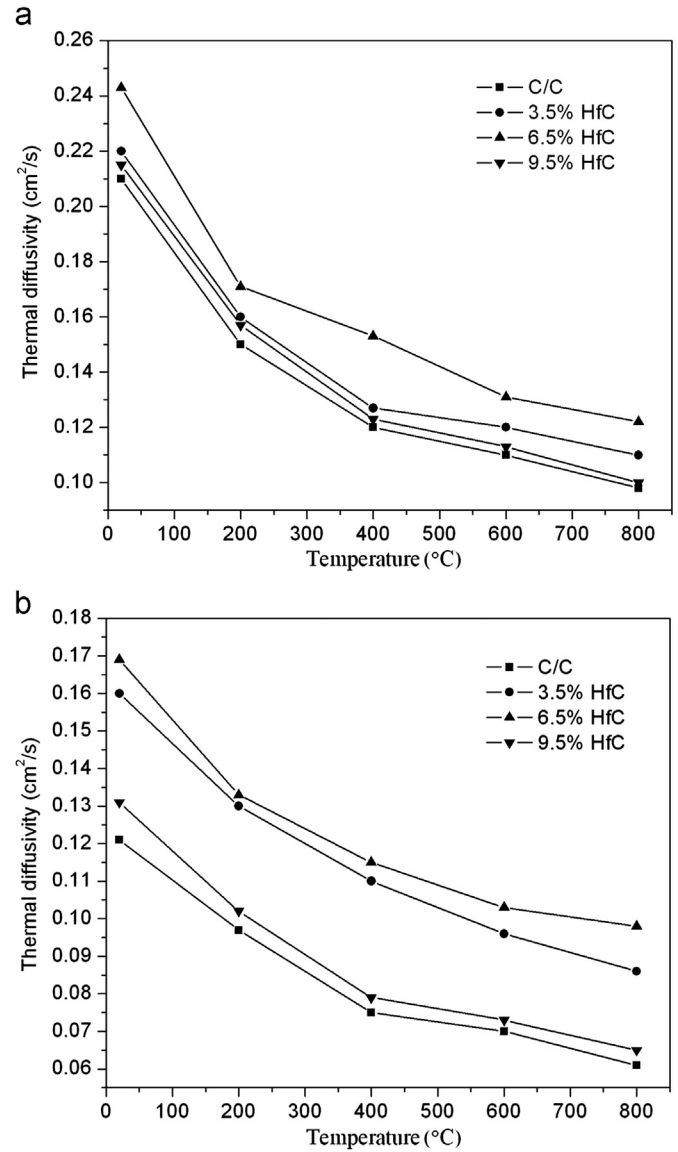 a
0.26
0.24
0.22
0.20
0.18
0.16
0.14
0.12
0.10
Thermal diffusivity (cm²/s)
C/C
3.5% HfC
6.5% HfC
9.5% HfC
0 100 200 300 400 500 600 700 800
Temperature (°C)
b
0.18
0.17
0.16
0.15
0.14
0.13
0.12
0.11
0.10
0.09
0.08
0.07
0.06
Thermal diffusivity (cm²/s)
C/C
3.5% HfC
6.5% HfC
9.5% HfC
0 100 200 300 400 500 600 700 800
Temperature (°C)